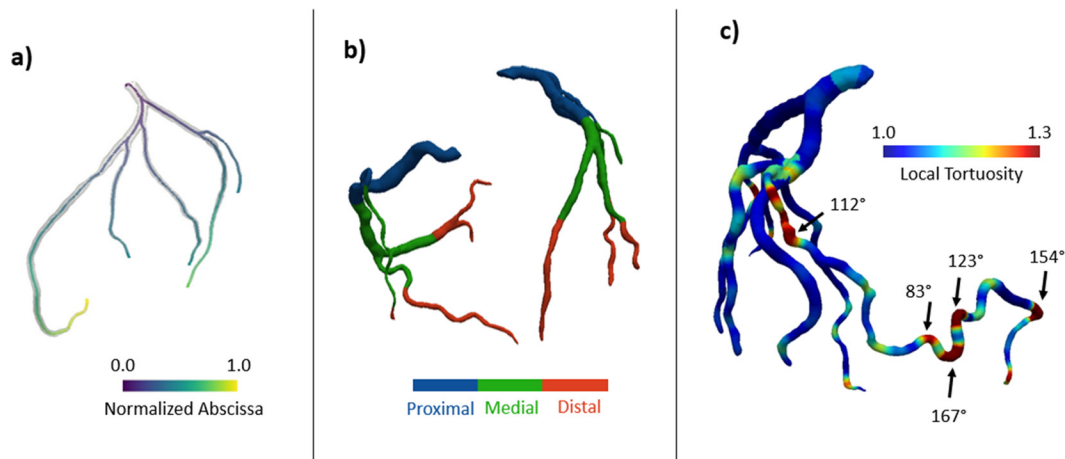 a)
0.0 1.0
Normalized Abscissa
b)
Proximal Medial Distal
c)
1.0 1.3
Local Tortuosity
112°
83°
123°
154°
167°